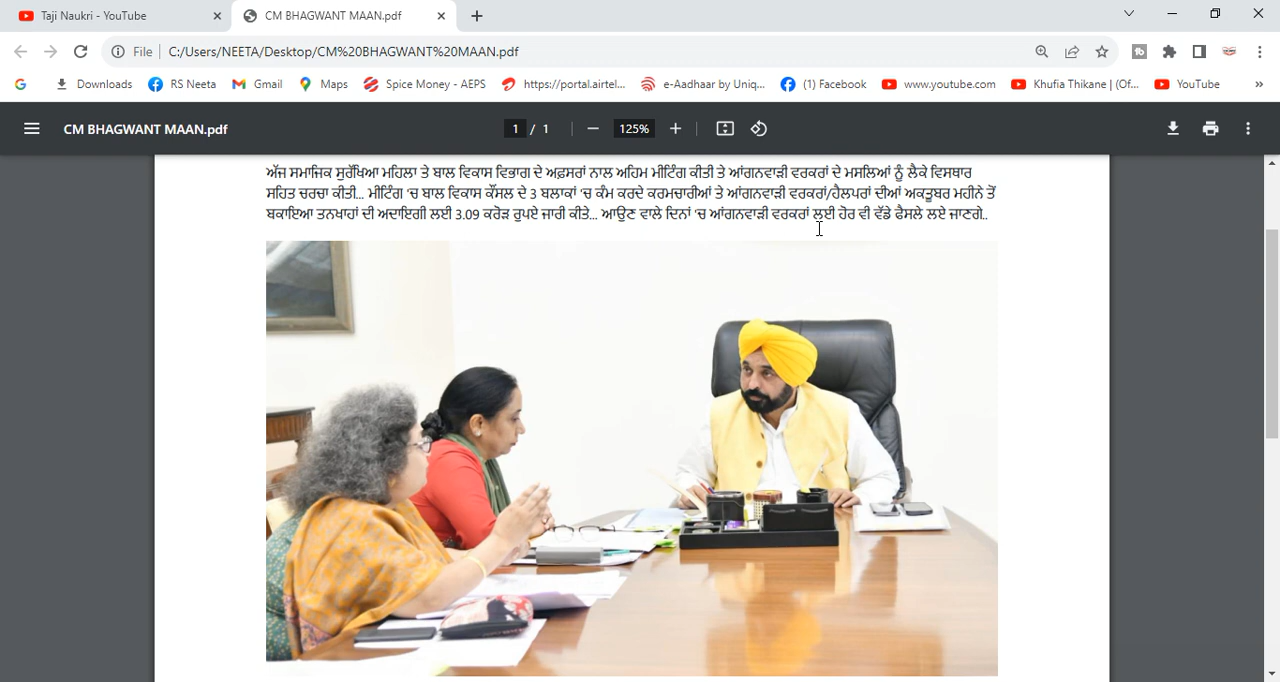 Taji Naukri - YouTube
CM BHAGWANT MAAN.pdf
File
C:/Users/NEETA/Desktop/CM%20BHAGWANT%20MAAN.pdf
Downloads
RS Neeta
Gmail
Maps
Spice Money - AEPS
https://portal.airtel...
e-Aadhaar by Uniq...
(1) Facebook
www.youtube.com
Khufia Thikane | (Of...
YouTube
»
CM BHAGWANT MAAN.pdf
1 / 1
125%
ਅੱਜ ਸਮਾਜਿਕ ਸੁਰੱਖਿਆ ਮਹਿਲਾ ਤੇ ਬਾਲ ਵਿਕਾਸ ਵਿਭਾਗ ਦੇ ਅਫ਼ਸਰਾਂ ਨਾਲ ਅਹਿਮ ਮੀਟਿੰਗ ਕੀਤੀ ਤੇ ਆਂਗਨਵਾੜੀ ਵਰਕਰਾਂ ਦੇ ਮਸਲਿਆਂ ਨੂੰ ਲੈਕੇ ਵਿਸਥਾਰ
ਸਹਿਤ ਚਰਚਾ ਕੀਤੀ... ਮੀਟਿੰਗ 'ਚ ਬਾਲ ਵਿਕਾਸ ਕੌਂਸਲ ਦੇ 3 ਬਲਾਕਾਂ 'ਚ ਕੰਮ ਕਰਦੇ ਕਰਮਚਾਰੀਆਂ ਤੇ ਆਂਗਨਵਾੜੀ ਵਰਕਰਾਂ/ਹੈਲਪਰਾਂ ਦੀਆਂ ਅਕਤੂਬਰ ਮਹੀਨੇ ਤੋਂ
ਬਕਾਇਆ ਤਨਖਾਹਾਂ ਦੀ ਅਦਾਇਗੀ ਲਈ 3.09 ਕਰੋੜ ਰੁਪਏ ਜਾਰੀ ਕੀਤੇ... ਆਉਣ ਵਾਲੇ ਦਿਨਾਂ 'ਚ ਆਂਗਨਵਾੜੀ ਵਰਕਰਾਂ ਲਈ ਹੋਰ ਵੀ ਵੱਡੇ ਫੈਸਲੇ ਲਏ ਜਾਣਗੇ..